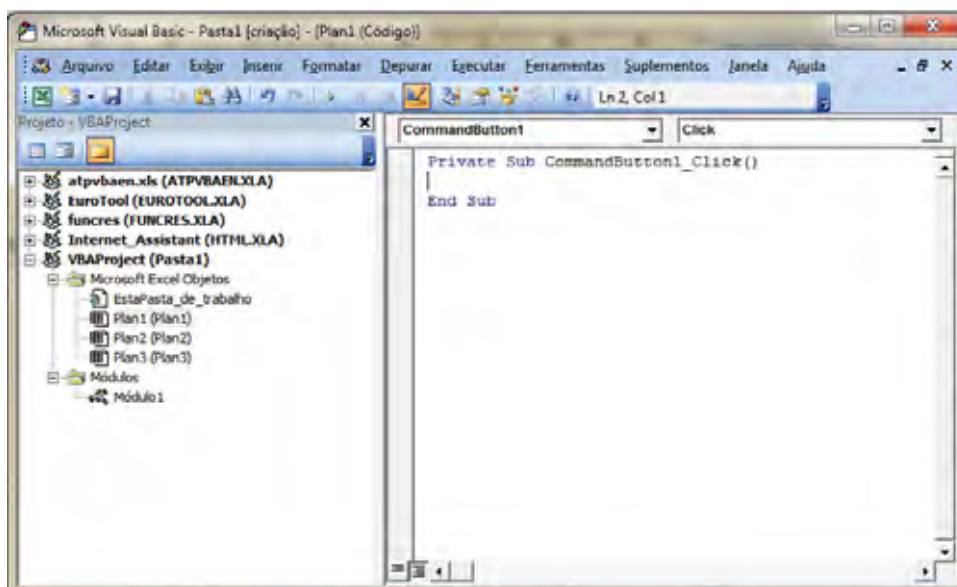 Microsoft Visual Basic - Pasta1 [criação] - [Plan1 (Código)]
Arquivo Editar Exibir Inserir Formatar Depurar Executar Ferramentas Suplementos Janela Ajuda
Ln 2, Col 1
Projeto - VBAProject
CommandButton1
Click
atpvbaen.xls (ATPVBAEN.XLA)
EuroTool (EUROTOOL.XLA)
funcres (FUNCRES.XLA)
Internet_Assistant (HTML.XLA)
VBAProject (Pasta1)
Microsoft Excel Objetos
EstaPasta_de_trabalho
Plan1 (Plan1)
Plan2 (Plan2)
Plan3 (Plan3)
Módulos
Módulo1
Private Sub CommandButton1_Click()
End Sub